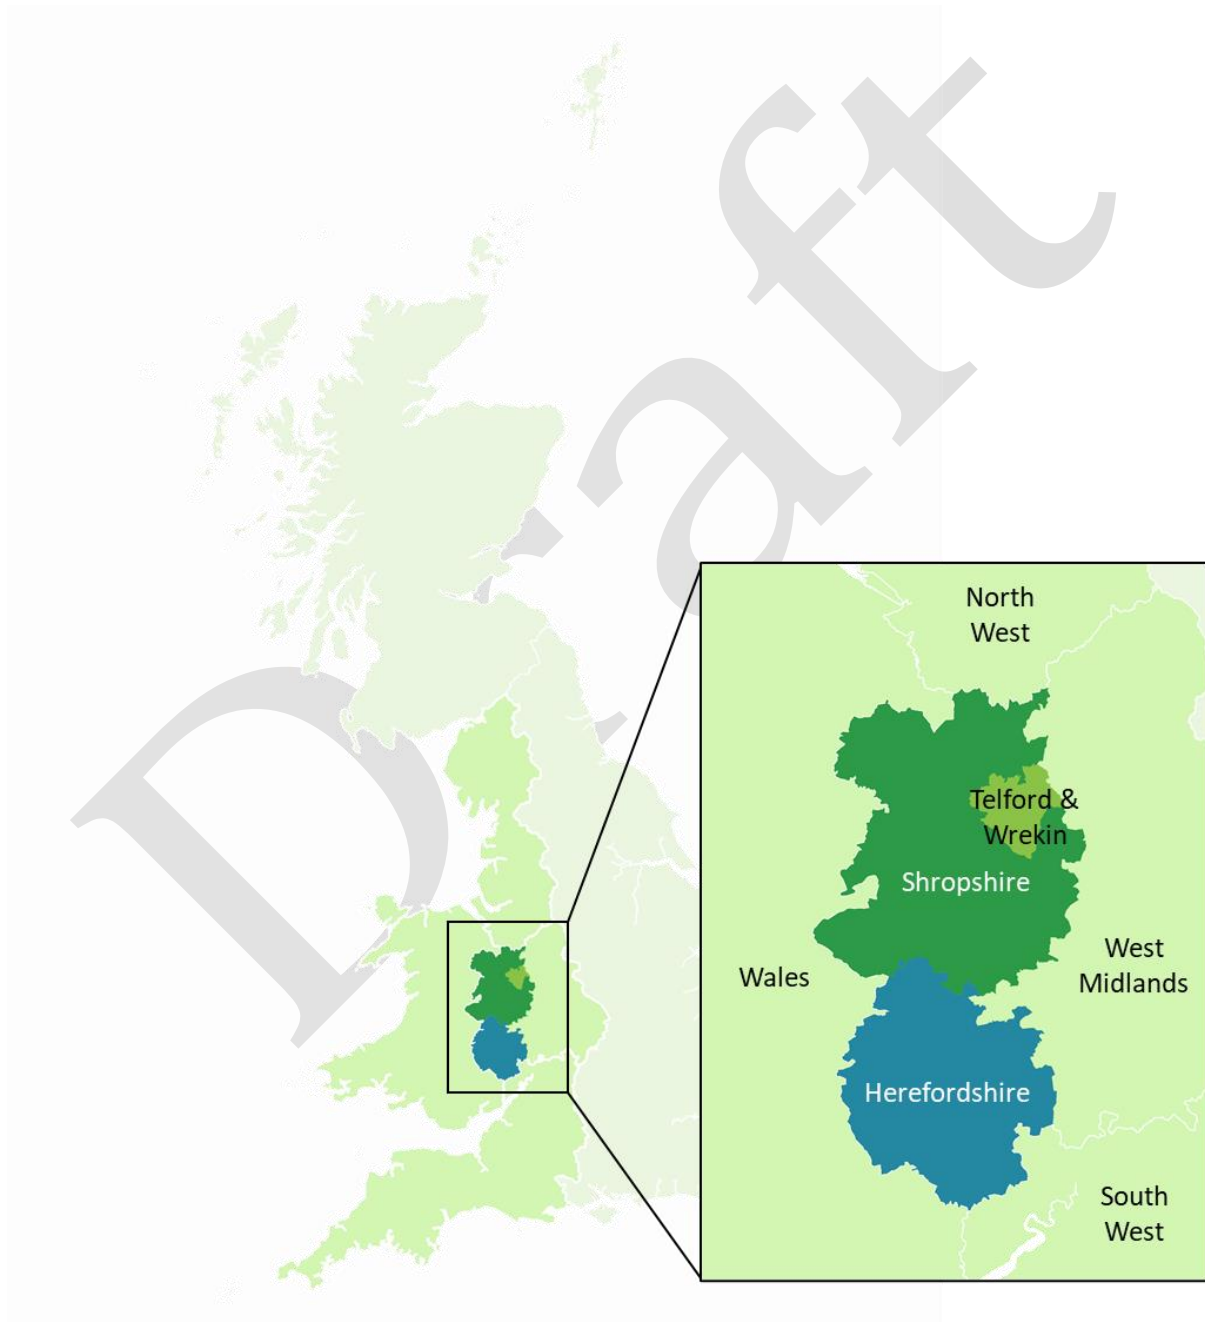 Draft
North
West
Telford &
Wrekin
Shropshire
West
Midlands
Wales
Herefordshire
South
West